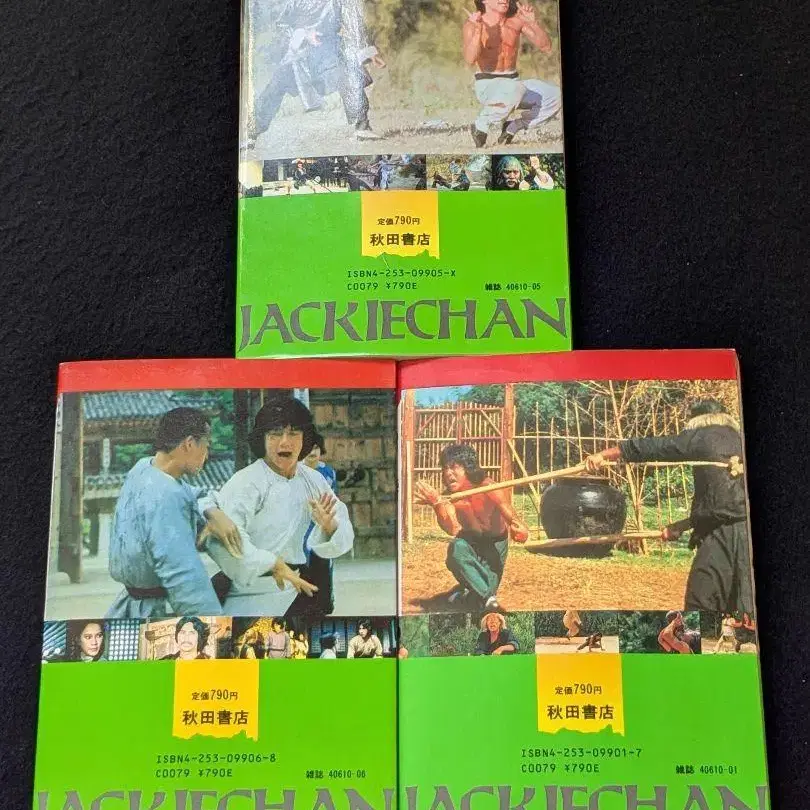 定価790円
秋田書店
ISBN4-253-09905-X
C0079 ¥790E
雑誌 40610-05
JACKIECHAN
定価790円
秋田書店
ISBN4-253-09906-8
C0079 ¥790E
雑誌 40610-06
JACKIECHAN
定価790円
秋田書店
ISBN4-253-09901-7
C0079 ¥790E
雑誌 40610-01
JACKIECHAN